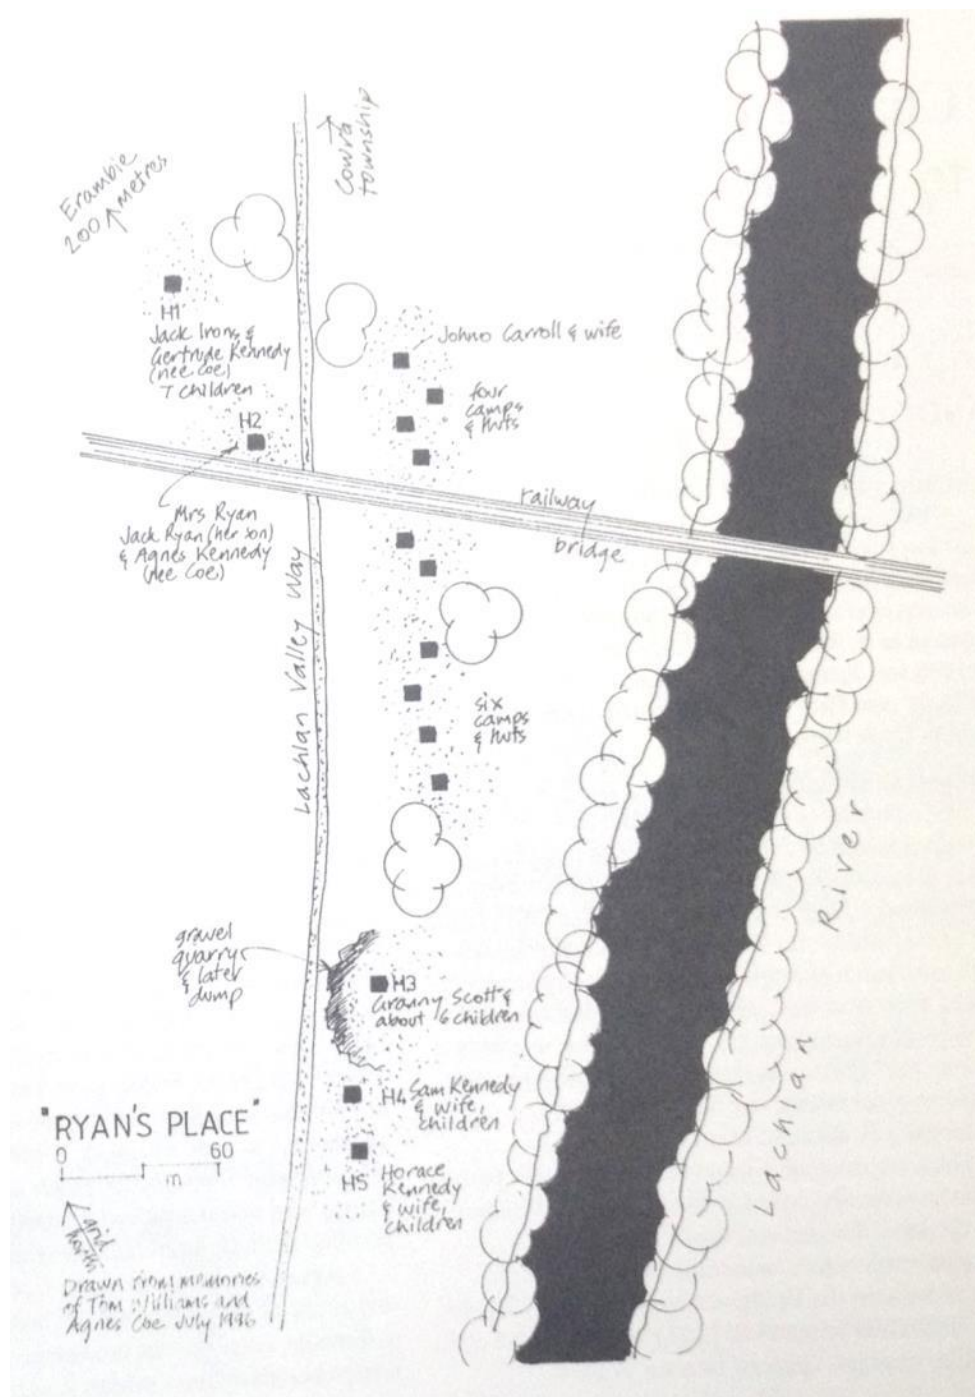 Erambie
200 metres
Cowra
township
H1
Jack Irons &
Gertrude Kennedy
(nee Coe)
7 children
Johno Carroll & wife
four
camps
& huts
H2
Mrs Ryan
Jack Ryan (her son)
& Agnes Kennedy
(nee Coe)
railway
bridge
Lachlan Valley Way
six
camps
& huts
gravel
quarry
& later
dump
H3
Granny Scott &
about 6 children
H4 Sam Kennedy
& wife,
children
H5 Horace
Kennedy
& wife,
children
Lachlan River
"RYAN'S PLACE"
0 60
m
north
Drawn from memories
of Tom Williams and
Agnes Coe July 1996